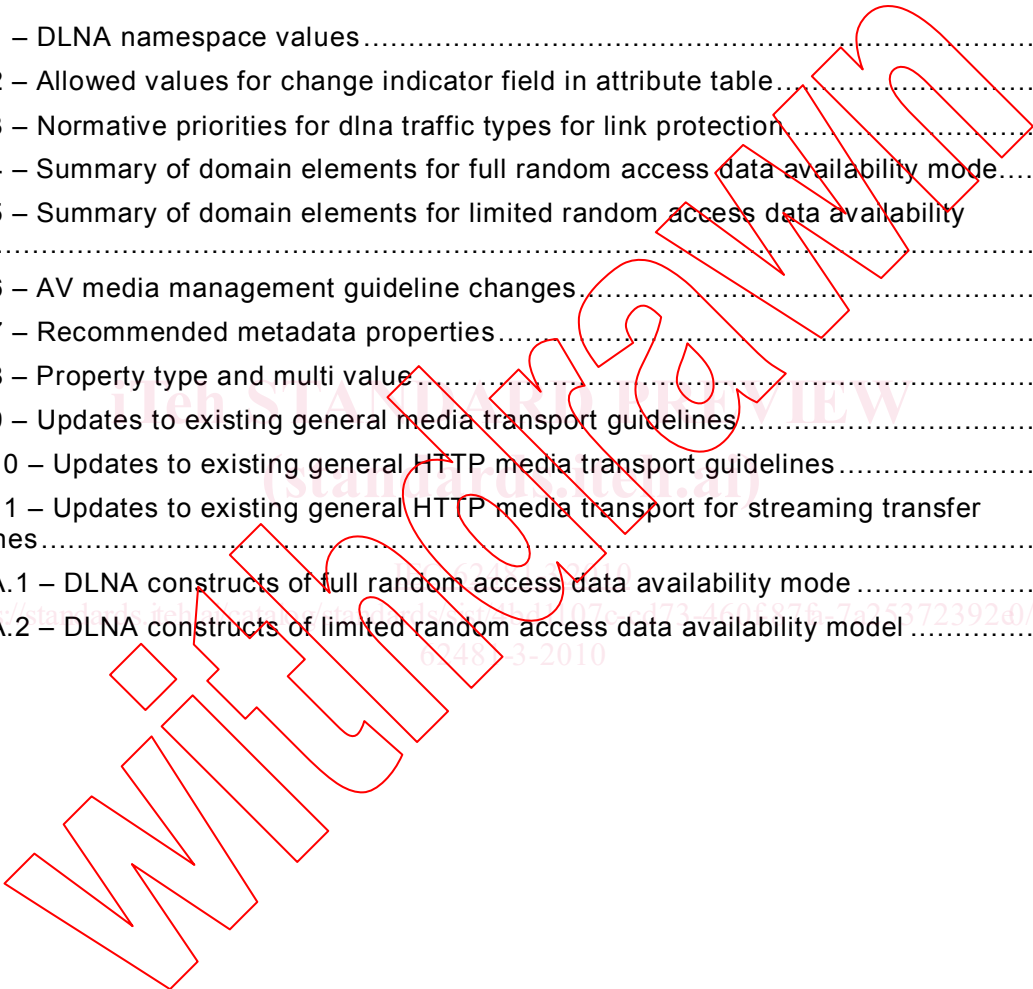 – DLNA namespace values
2 – Allowed values for change indicator field in attribute table
3 – Normative priorities for dlna traffic types for link protection
4 – Summary of domain elements for full random access data availability mode
5 – Summary of domain elements for limited random access data availability
6 – AV media management guideline changes
7 – Recommended metadata properties
8 – Property type and multi value
iTeh STANDARD PREVIEW
9 – Updates to existing general media transport guidelines
10 – Updates to existing general HTTP media transport guidelines
(standards.iteh.ai)
11 – Updates to existing general HTTP media transport for streaming transfer
nes
A.1 – DLNA constructs of full random access data availability mode
A.2 – DLNA constructs of limited random access data availability model
62481-3-2010
withdrawn